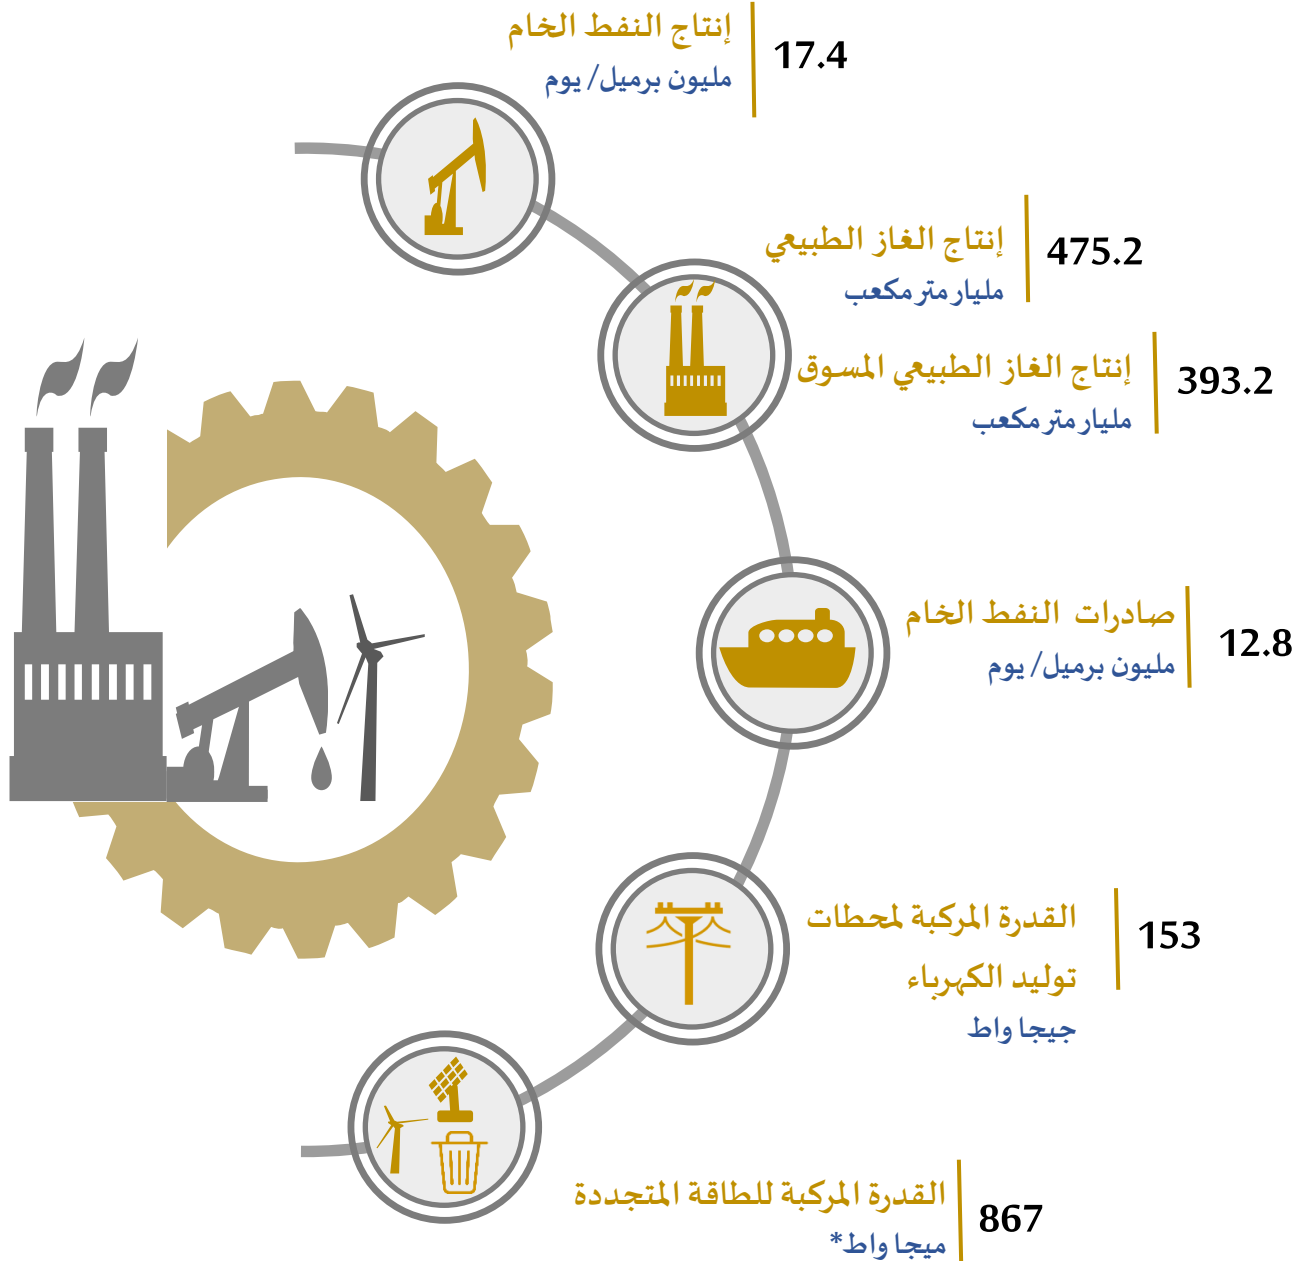 إنتاج النفط الخام
مليون برميل/ يوم
17.4
إنتاج الغاز الطبيعي
مليار متر مكعب
475.2
إنتاج الغاز الطبيعي المسوق
مليار متر مكعب
393.2
صادرات النفط الخام
مليون برميل/ يوم
12.8
القدرة المركبة لمحطات
توليد الكهرباء
جيجا واط
153
القدرة المركبة للطاقة المتجددة
ميجا واط*
867